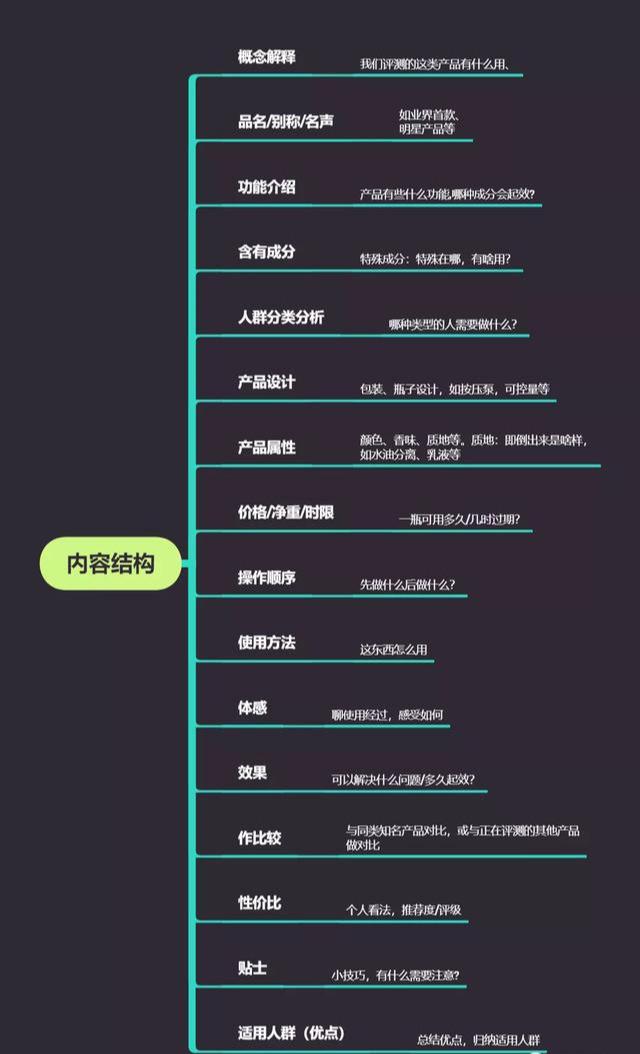 概念解释
我们评测的这类产品有什么用、
品名/别称/名声
如业界首款、
明星产品等
功能介绍
产品有些什么功能,哪种成分会起效?
含有成分
特殊成分：特殊在哪，有啥用?
人群分类分析
哪种类型的人需要做什么?
产品设计
包装、瓶子设计，如按压泵，可控量等
产品属性
颜色、香味、质地等。质地：即倒出来是啥样，
如水油分离、乳液等
价格/净重/时限
一瓶可用多久/几时过期?
内容结构
操作顺序
先做什么后做什么?
使用方法
这东西怎么用
体感
聊使用经过，感受如何
效果
可以解决什么问题/多久起效?
作比较
与同类知名产品对比，或与正在评测的其他产品
做对比
性价比
个人看法，推荐度/评级
贴士
小技巧，有什么需要注意?
适用人群（优点）
总结优点，归纳适用人群